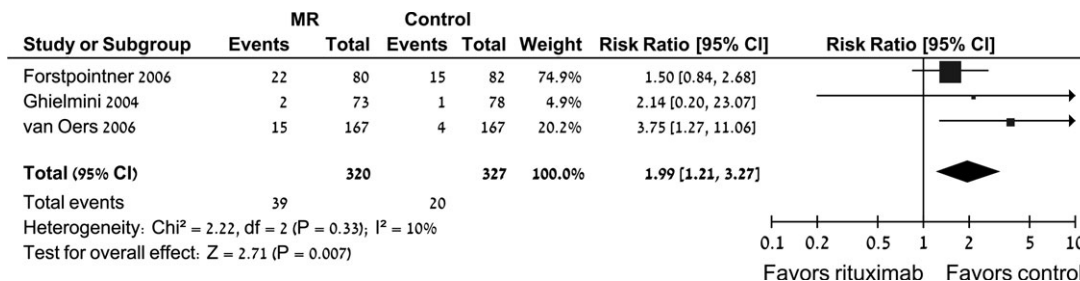 MR Control
Study or Subgroup Events Total Events Total Weight Risk Ratio [95% CI] Risk Ratio [95% CI]
Forstpointner 2006 22 80 15 82 74.9% 1.50 [0.84, 2.68]
Ghielmini 2004 2 73 1 78 4.9% 2.14 [0.20, 23.07]
van Oers 2006 15 167 4 167 20.2% 3.75 [1.27, 11.06]
Total (95% CI) 320 327 100.0% 1.99 [1.21, 3.27]
Total events 39 20
Heterogeneity: Chi² = 2.22, df = 2 (P = 0.33); I² = 10%
Test for overall effect: Z = 2.71 (P = 0.007)
0.1 0.2 0.5 1 2 5 10
Favors rituximab Favors control